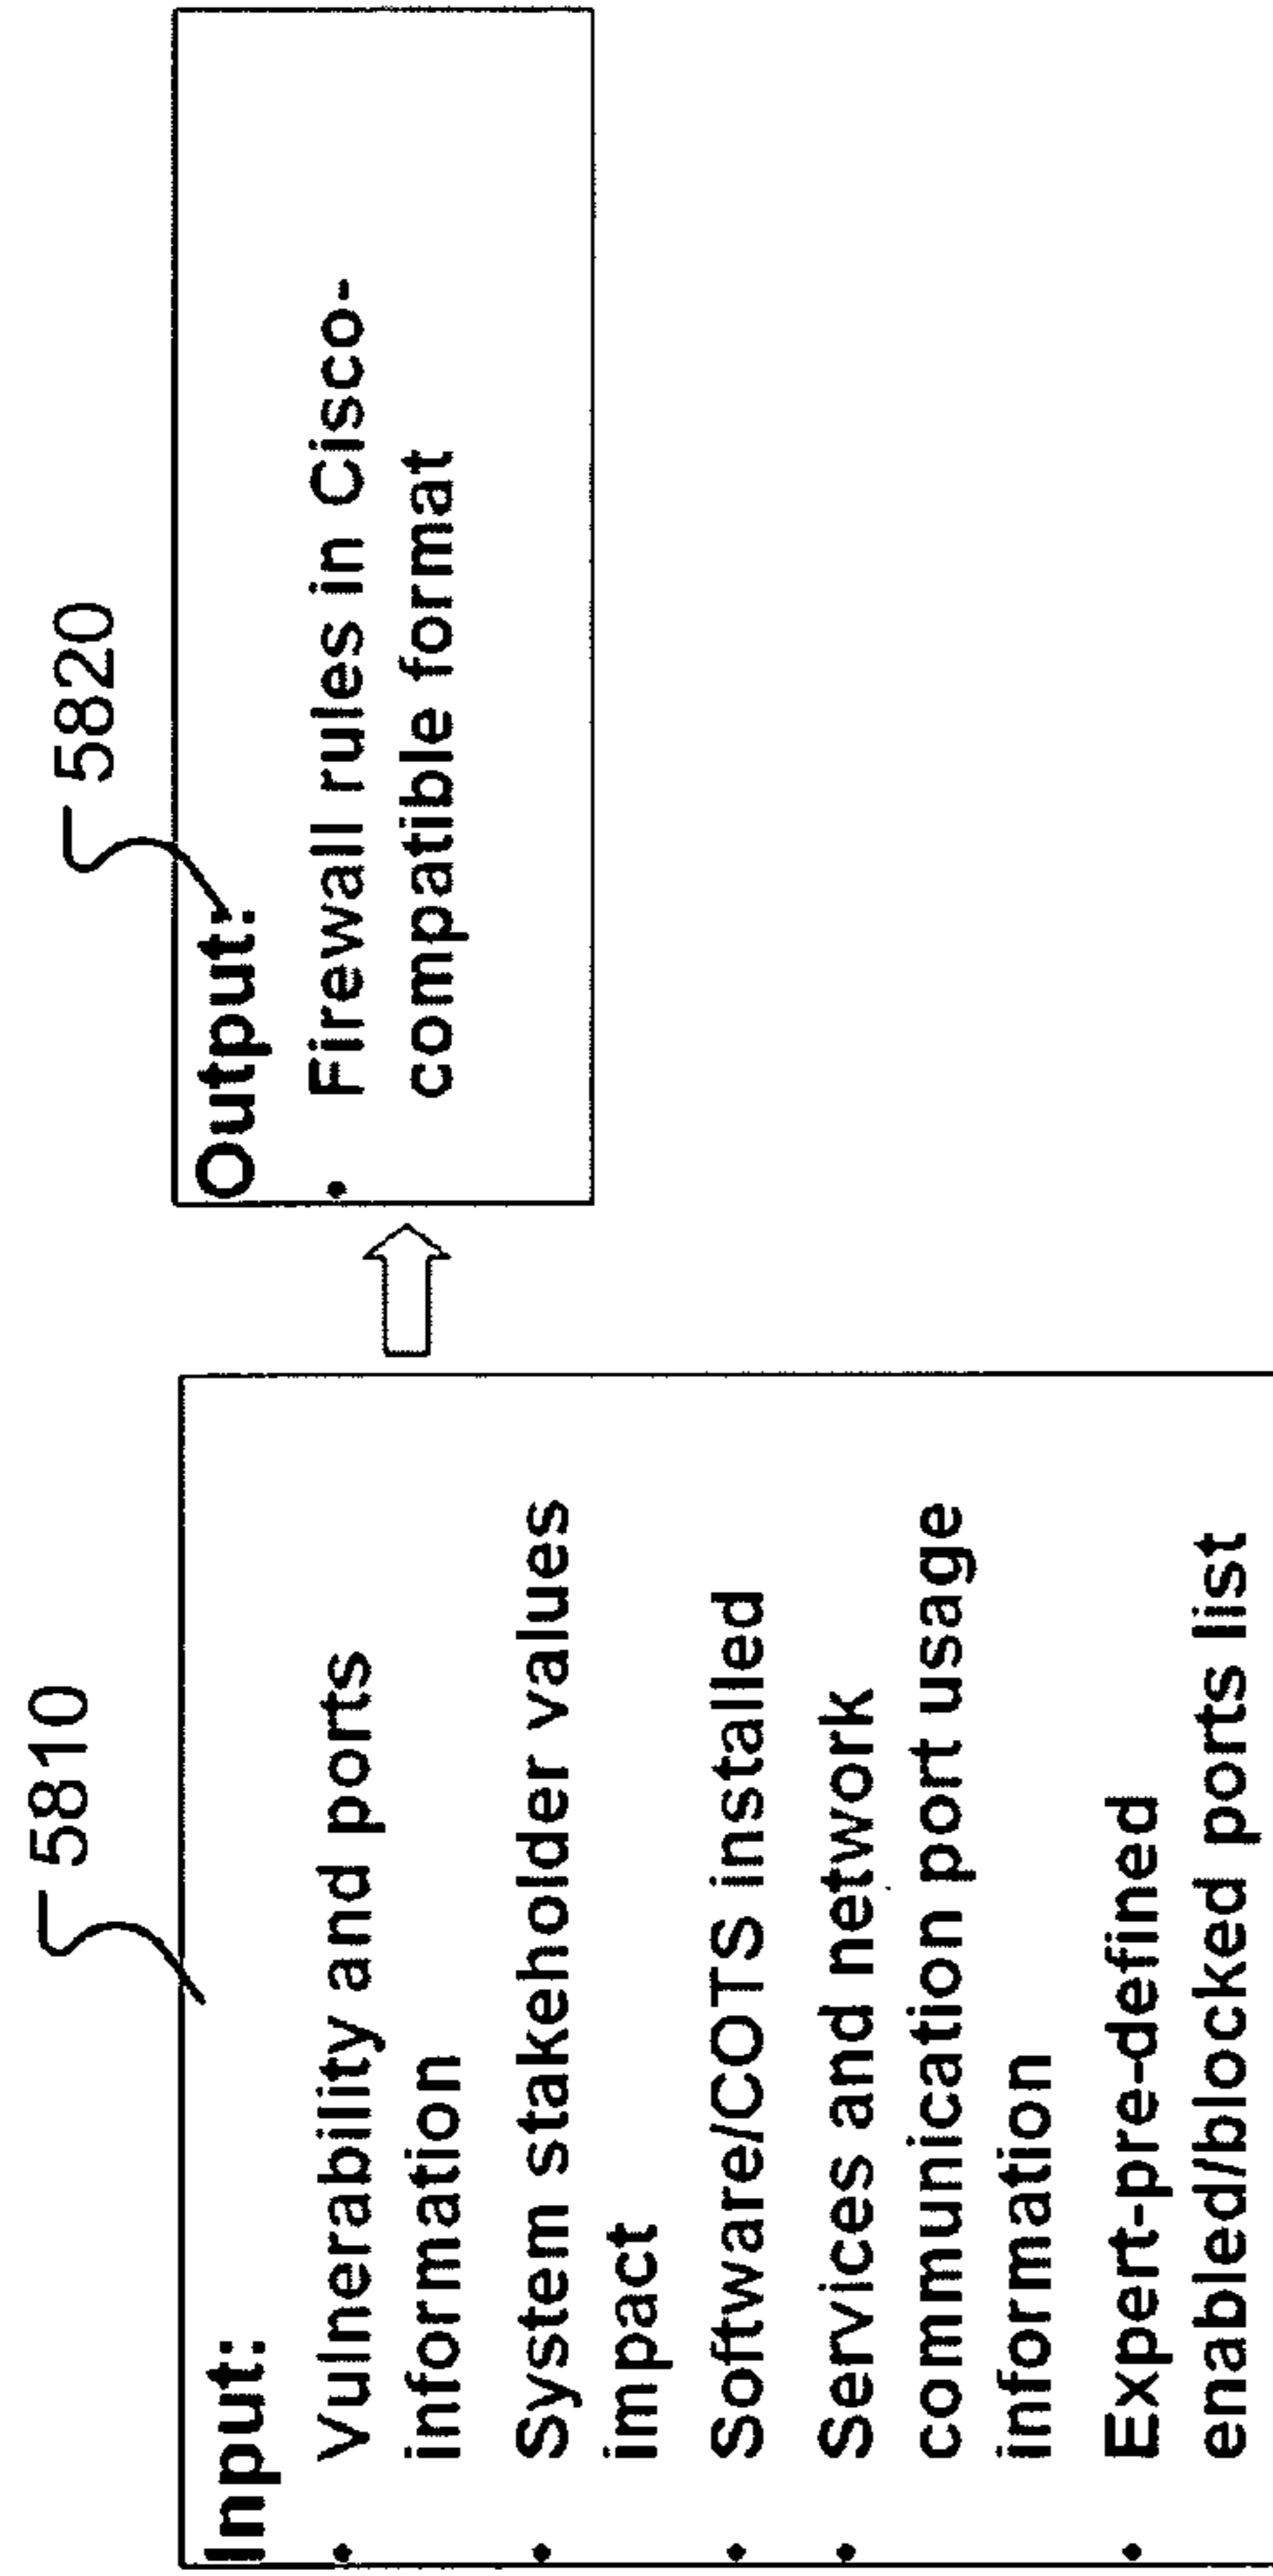 5810
Input:
• Vulnerability and ports
information
• System stakeholder values
impact
• Software/COTS installed
• Services and network
communication port usage
information
• Expert-pre-defined
enabled/blocked ports list
5820
Output:
• Firewall rules in Cisco-
compatible format